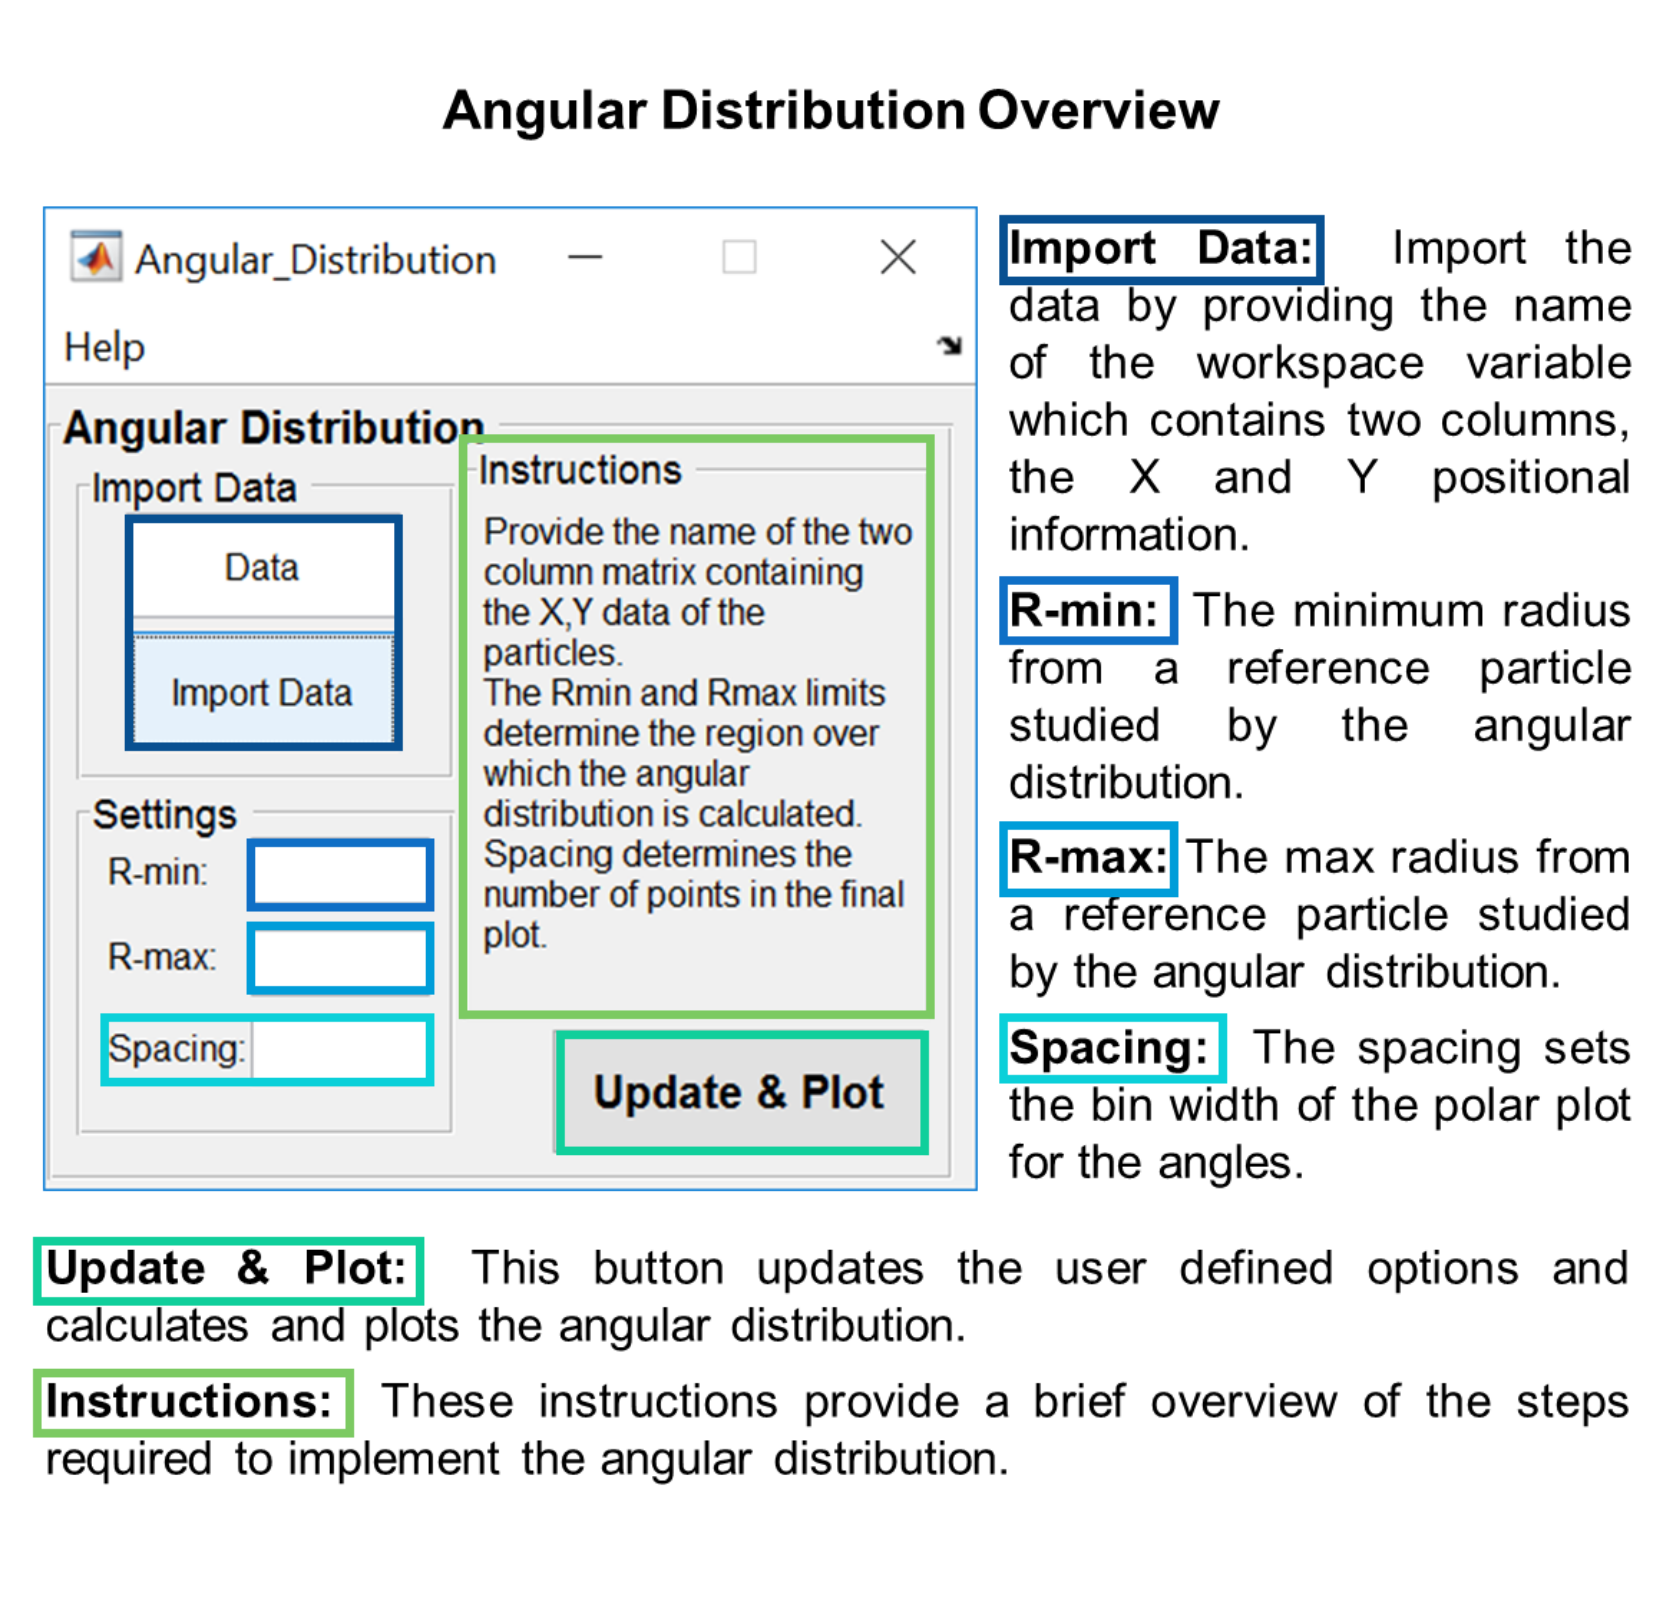 Angular Distribution Overview
Angular_Distribution
Help
Angular Distribution
Import Data
Data
Import Data
Settings
R-min:
R-max:
Spacing:
Instructions
Provide the name of the two
column matrix containing
the X,Y data of the
particles.
The Rmin and Rmax limits
determine the region over
which the angular
distribution is calculated.
Spacing determines the
number of points in the final
plot.
Update & Plot
Import Data: Import the
data by providing the name
of the workspace variable
which contains two columns,
the X and Y positional
information.
R-min: The minimum radius
from a reference particle
studied by the angular
distribution.
R-max: The max radius from
a reference particle studied
by the angular distribution.
Spacing: The spacing sets
the bin width of the polar plot
for the angles.
Update & Plot: This button updates the user defined options and
calculates and plots the angular distribution.
Instructions: These instructions provide a brief overview of the steps
required to implement the angular distribution.